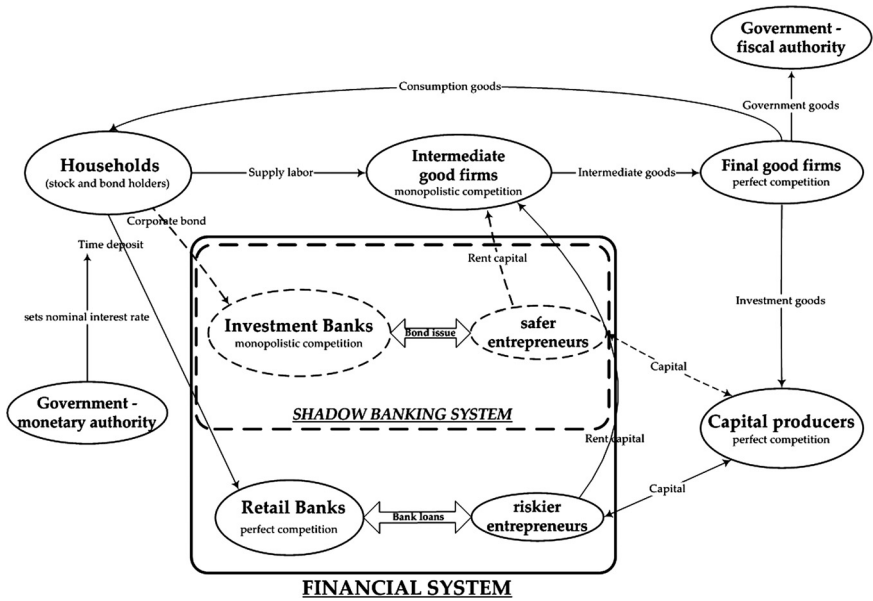 Government -
fiscal authority
Consumption goods
Government goods
Households
(stock and bond holders)
Supply labor
Intermediate
good firms
monopolistic competition
Intermediate goods
Final good firms
perfect competition
Corporate bond
Time deposit
Rent capital
sets nominal interest rate
Investment goods
Investment Banks
monopolistic competition
Bond issue
safer
entrepreneurs
Capital
SHADOW BANKING SYSTEM
Government -
monetary authority
Capital producers
perfect competition
Rent capital
Capital
Retail Banks
perfect competition
Bank loans
riskier
entrepreneurs
FINANCIAL SYSTEM